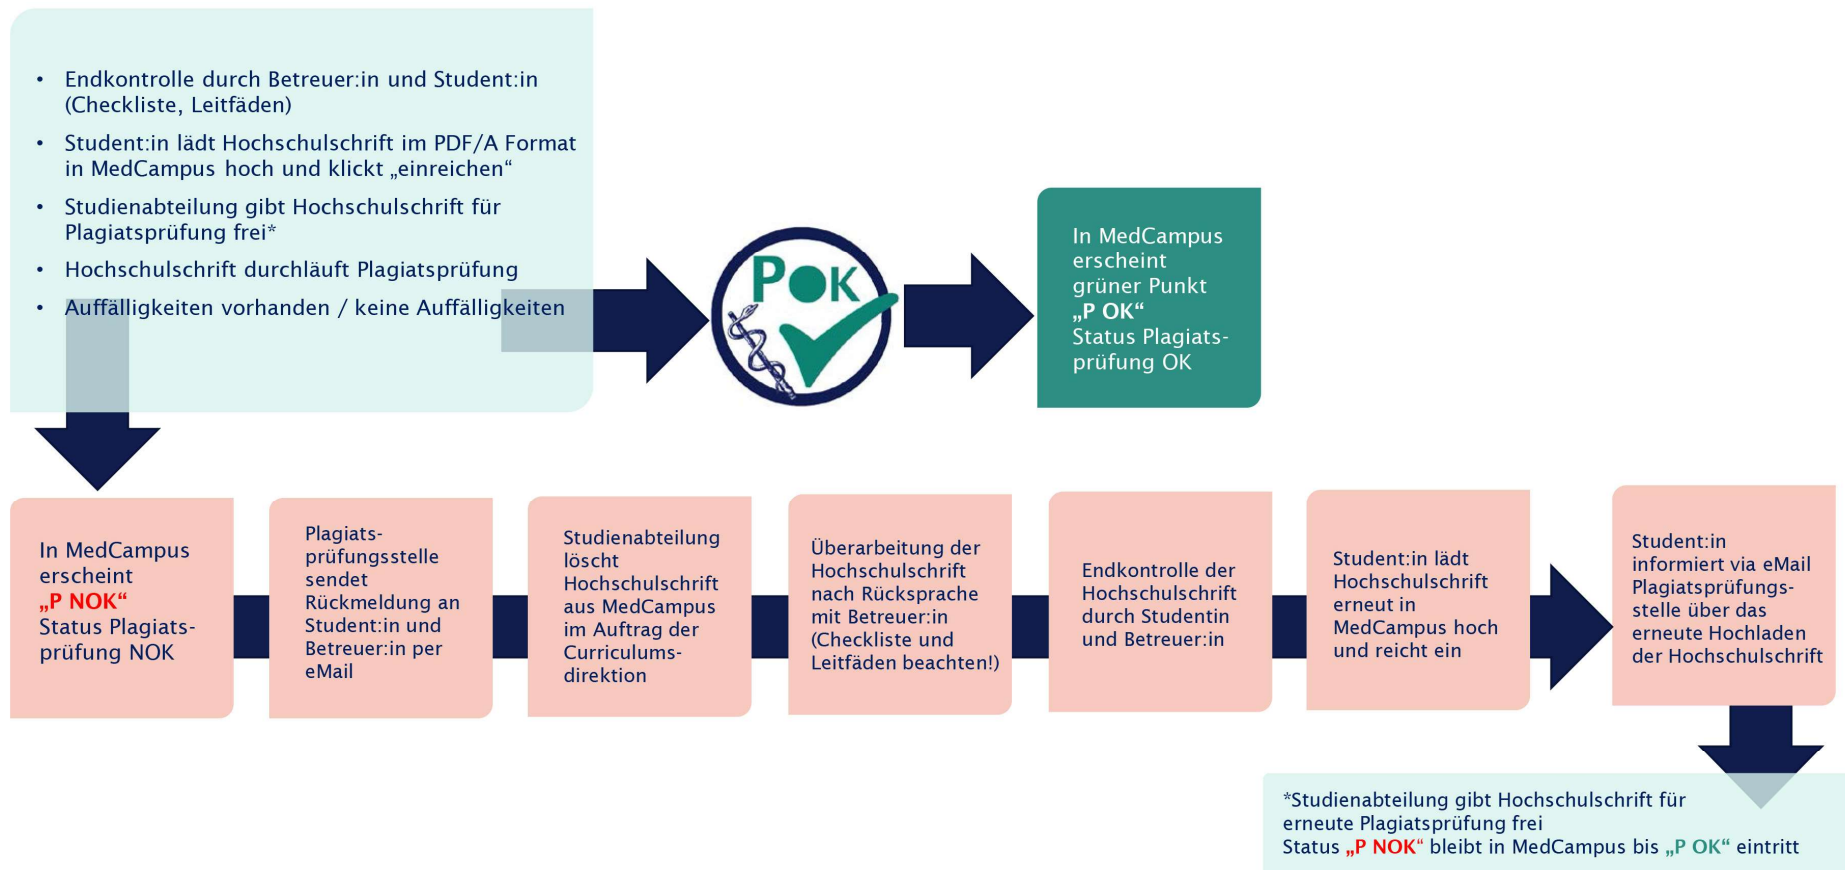 • Endkontrolle durch Betreuer:in und Student:in
(Checkliste, Leitfäden)
• Student:in lädt Hochschulschrift im PDF/A Format
in MedCampus hoch und klickt „einreichen“
• Studienabteilung gibt Hochschulschrift für
Plagiatsprüfung frei*
• Hochschulschrift durchläuft Plagiatsprüfung
• Auffälligkeiten vorhanden / keine Auffälligkeiten
P OK
In MedCampus
erscheint
grüner Punkt
„P OK“
Status Plagiats-
prüfung OK
In MedCampus
erscheint
„P NOK“
Status Plagiats-
prüfung NOK
Plagiats-
prüfungsstelle
sendet
Rückmeldung an
Student:in und
Betreuer:in per
eMail
Studienabteilung
löscht
Hochschulschrift
aus MedCampus
im Auftrag der
Curriculums-
direktion
Überarbeitung der
Hochschulschrift
nach Rücksprache
mit Betreuer:in
(Checkliste und
Leitfäden beachten!)
Endkontrolle der
Hochschulschrift
durch Studentin
und Betreuer:in
Student:in lädt
Hochschulschrift
erneut in
MedCampus hoch
und reicht ein
Student:in
informiert via eMail
Plagiatsprüfungs-
stelle über das
erneute Hochladen
der Hochschulschrift
*Studienabteilung gibt Hochschulschrift für
erneute Plagiatsprüfung frei
Status „P NOK“ bleibt in MedCampus bis „P OK“ eintritt